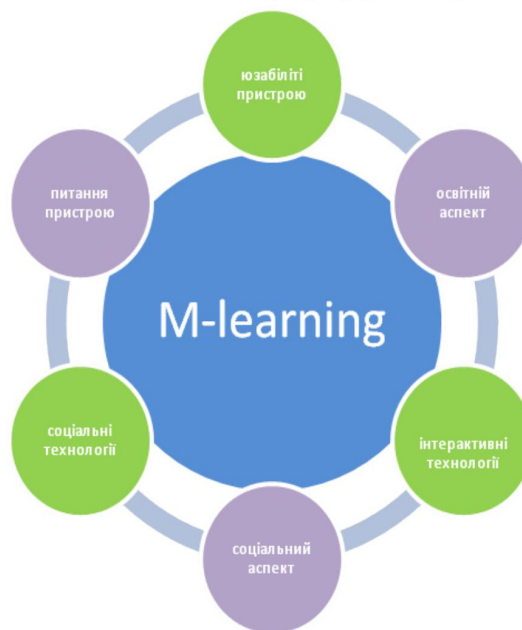 юзабіліті
пристрою
питання
пристрою
освітній
аспект
M-learning
соціальні
технології
інтерактивні
технології
соціальний
аспект